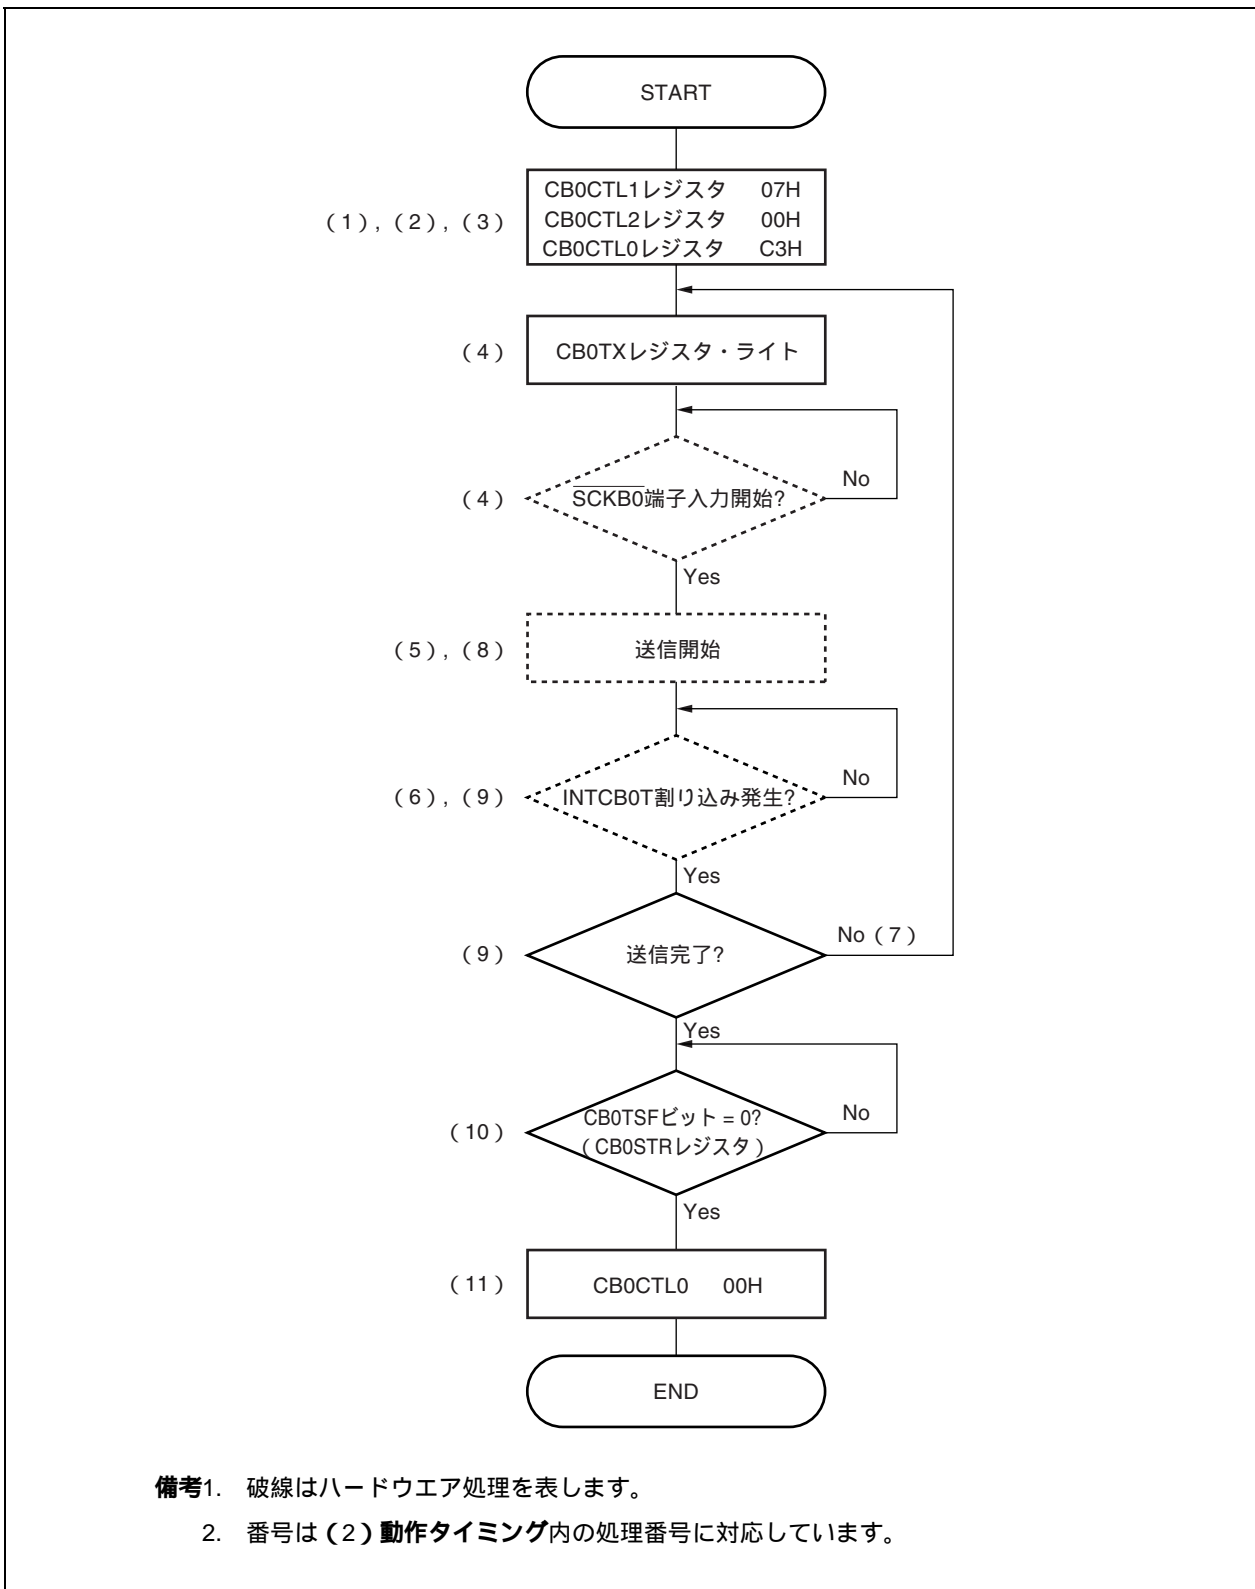 START
CB0CTL1レジスタ 07H
(1), (2), (3) CB0CTL2レジスタ 00H
CB0CTL0レジスタ C3H
(4) CB0TXレジスタ・ライト
No
(4) SCKB0端子入力開始?
Yes
(5), (8) 送信開始
No
(6), (9) INTCB0T割り込み発生?
Yes
No (7)
(9) 送信完了?
Yes
CB0TSFビット = 0? No
(10)
(CB0STRレジスタ)
Yes
(11) CB0CTL0 00H
END
備考1. 破線はハードウエア処理を表します。
2. 番号は(2)動作タイミング内の処理番号に対応しています。